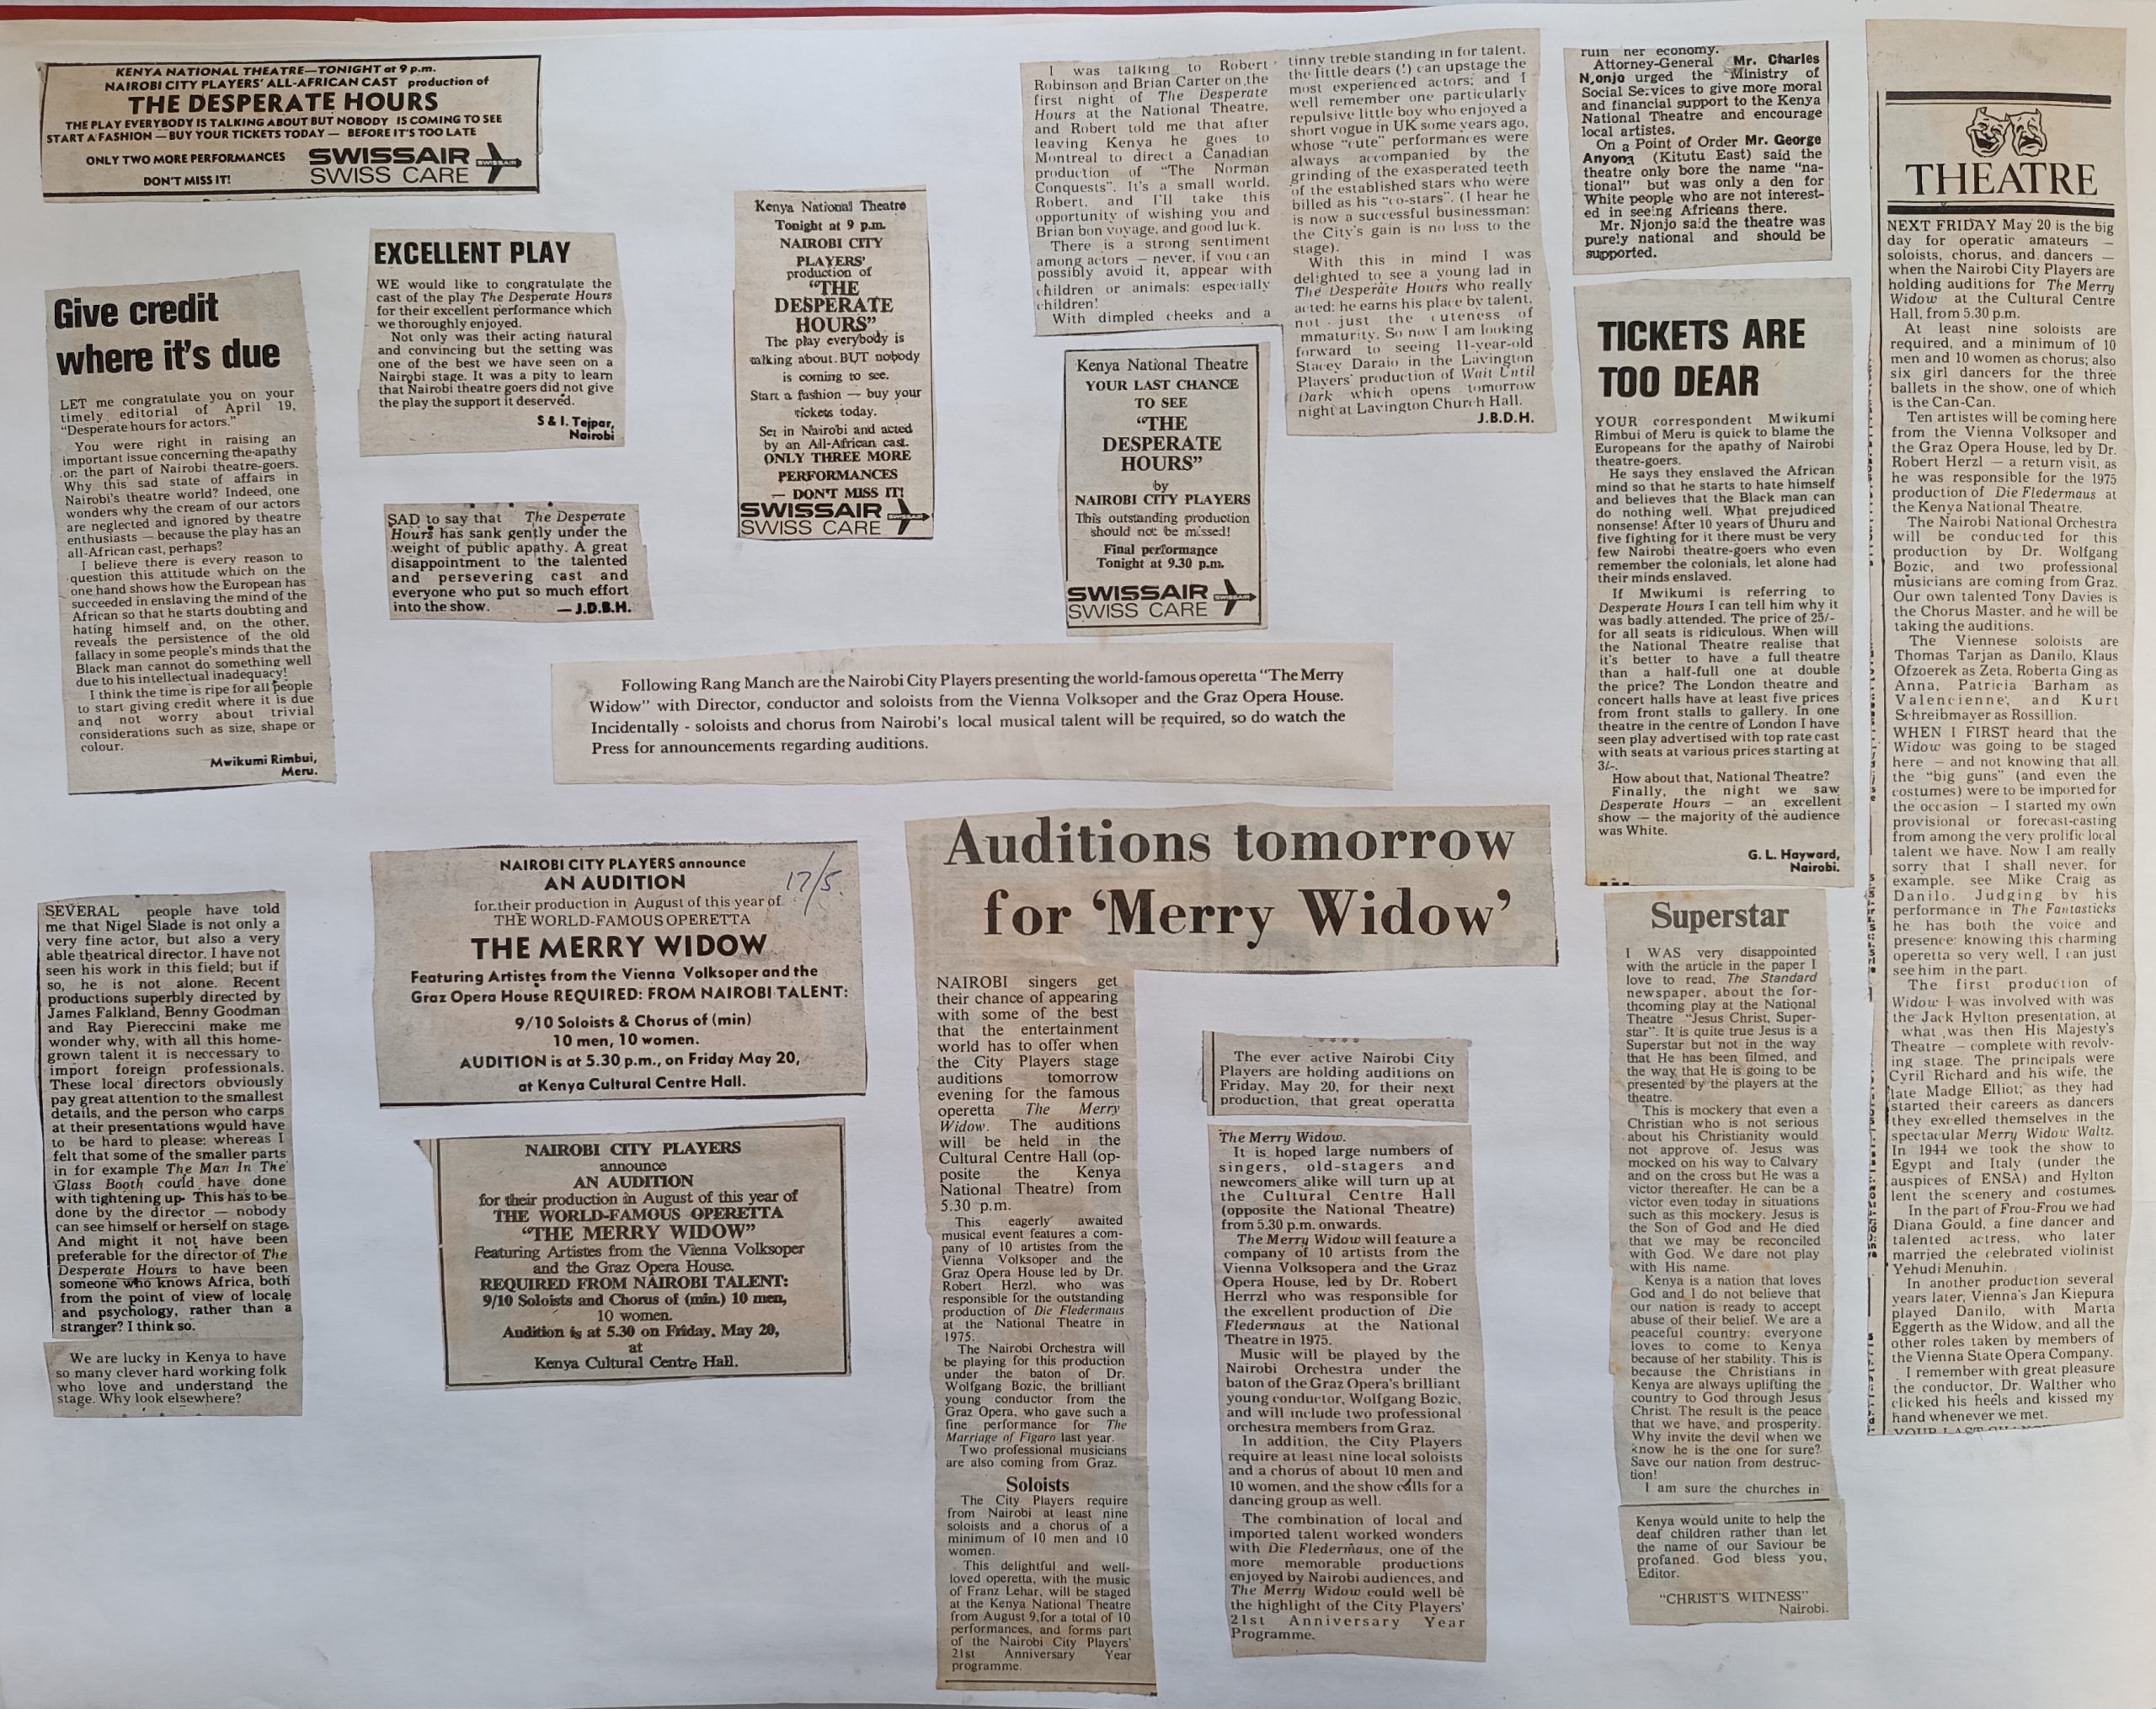 KENYA NATIONAL THEATRE—TONIGHT at 9 p.m.
NAIROBI CITY PLAYERS' ALL-AFRICAN CAST production of
THE DESPERATE HOURS
THE PLAY EVERYBODY IS TALKING ABOUT BUT NOBODY IS COMING TO SEE
START A FASHION — BUY YOUR TICKETS TODAY — BEFORE IT'S TOO LATE
ONLY TWO MORE PERFORMANCES
DON'T MISS IT!
SWISSAIR
SWISS CARE
SWISSAIR
Give credit
where it's due
LET me congratulate you on your
timely editorial of April 19,
"Desperate hours for actors."
You were right in raising an
important issue concerning the apathy
on the part of Nairobi theatre-goers.
Why this sad state of affairs in
Nairobi's theatre world? Indeed, one
wonders why the cream of our actors
are neglected and ignored by theatre
enthusiasts — because the play has an
all-African cast, perhaps?
I believe there is every reason to
question this attitude which on the
one hand shows how the European has
succeeded in enslaving the mind of the
African so that he starts doubting and
hating himself and, on the other,
reveals the persistence of the old
fallacy in some people's minds that the
Black man cannot do something well
due to his intellectual inadequacy!
I think the time is ripe for all people
to start giving credit where it is due
and not worry about trivial
considerations such as size, shape or
colour.
Mwikumi Rimbui,
Meru.
EXCELLENT PLAY
WE would like to congratulate the
cast of the play The Desperate Hours
for their excellent performance which
we thoroughly enjoyed.
Not only was their acting natural
and convincing but the setting was
one of the best we have seen on a
Nairobi stage. It was a pity to learn
that Nairobi theatre goers did not give
the play the support it deserved.
S & I. Tejpar,
Nairobi
SAD to say that The Desperate
Hours has sank gently under the
weight of public apathy. A great
disappointment to the talented
and persevering cast and
everyone who put so much effort
into the show. — J.D.B.H.
Kenya National Theatre
Tonight at 9 p.m.
NAIROBI CITY
PLAYERS'
production of
"THE
DESPERATE
HOURS"
The play everybody is
talking about BUT nobody
is coming to see.
Start a fashion — buy your
tickets today.
Set in Nairobi and acted
by an All-African cast.
ONLY THREE MORE
PERFORMANCES
— DON'T MISS IT!
SWISSAIR
SWISS CARE
SWISSAIR
I was talking to Robert
Robinson and Brian Carter on the
first night of The Desperate
Hours at the National Theatre,
and Robert told me that after
leaving Kenya he goes to
Montreal to direct a Canadian
production of "The Norman
Conquests". It's a small world,
Robert, and I'll take this
opportunity of wishing you and
Brian bon voyage, and good luck.
There is a strong sentiment
among actors — never, if you can
possibly avoid it, appear with
children or animals: especially
children!
With dimpled cheeks and a
tinny treble standing in for talent,
the little dears (!) can upstage the
most experienced actors; and I
well remember one particularly
repulsive little boy who enjoyed a
short vogue in UK some years ago,
whose "cute" performances were
always accompanied by the
grinding of the exasperated teeth
of the established stars who were
billed as his "co-stars". (I hear he
is now a successful businessman:
the City's gain is no loss to the
stage).
With this in mind I was
delighted to see a young lad in
The Desperate Hours who really
acted: he earns his place by talent,
not just the cuteness of
mmaturity. So now I am looking
forward to seeing 11-year-old
Stacey Daraio in the Lavington
Players' production of Wait Until
Dark which opens tomorrow
night at Lavington Church Hall.
J.B.D.H.
Kenya National Theatre
YOUR LAST CHANCE
TO SEE
"THE
DESPERATE
HOURS"
by
NAIROBI CITY PLAYERS
This outstanding production
should not be missed!
Final performance
Tonight at 9.30 p.m.
SWISSAIR
SWISS CARE
SWISSAIR
ruin her economy.
Attorney-General Mr. Charles
Njonjo urged the Ministry of
Social Services to give more moral
and financial support to the Kenya
National Theatre and encourage
local artistes.
On a Point of Order Mr. George
Anyona (Kitutu East) said the
theatre only bore the name "na-
tional" but was only a den for
White people who are not interest-
ed in seeing Africans there.
Mr. Njonjo said the theatre was
purely national and should be
supported.
TICKETS ARE
TOO DEAR
YOUR correspondent Mwikumi
Rimbui of Meru is quick to blame the
Europeans for the apathy of Nairobi
theatre-goers.
He says they enslaved the African
mind so that he starts to hate himself
and believes that the Black man can
do nothing well. What prejudiced
nonsense! After 10 years of Uhuru and
five fighting for it there must be very
few Nairobi theatre-goers who even
remember the colonials, let alone had
their minds enslaved.
If Mwikumi is referring to
Desperate Hours I can tell him why it
was badly attended. The price of 25/-
for all seats is ridiculous. When will
the National Theatre realise that
it's better to have a full theatre
than a half-full one at double
the price? The London theatre and
concert halls have at least five prices
from front stalls to gallery. In one
theatre in the centre of London I have
seen play advertised with top rate cast
with seats at various prices starting at
3/-.
How about that, National Theatre?
Finally, the night we saw
Desperate Hours — an excellent
show — the majority of the audience
was White.
G. L. Hayward,
Nairobi.
Following Rang Manch are the Nairobi City Players presenting the world-famous operetta "The Merry
Widow" with Director, conductor and soloists from the Vienna Volksoper and the Graz Opera House.
Incidentally - soloists and chorus from Nairobi's local musical talent will be required, so do watch the
Press for announcements regarding auditions.
SEVERAL people have told
me that Nigel Slade is not only a
very fine actor, but also a very
able theatrical director. I have not
seen his work in this field; but if
so, he is not alone. Recent
productions superbly directed by
James Falkland, Benny Goodman
and Ray Piereccini make me
wonder why, with all this home-
grown talent it is neccessary to
import foreign professionals.
These local directors obviously
pay great attention to the smallest
details, and the person who carps
at their presentations would have
to be hard to please: whereas I
felt that some of the smaller parts
in for example The Man In The
Glass Booth could have done
with tightening up. This has to be
done by the director — nobody
can see himself or herself on stage.
And might it not have been
preferable for the director of The
Desperate Hours to have been
someone who knows Africa, both
from the point of view of locale
and psychology, rather than a
stranger? I think so.
We are lucky in Kenya to have
so many clever hard working folk
who love and understand the
stage. Why look elsewhere?
NAIROBI CITY PLAYERS announce
AN AUDITION
17/5.
for their production in August of this year of
THE WORLD-FAMOUS OPERETTA
THE MERRY WIDOW
Featuring Artistes from the Vienna Volksoper and the
Graz Opera House REQUIRED: FROM NAIROBI TALENT:
9/10 Soloists & Chorus of (min)
10 men, 10 women.
AUDITION is at 5.30 p.m., on Friday May 20,
at Kenya Cultural Centre Hall.
NAIROBI CITY PLAYERS
announce
AN AUDITION
for their production in August of this year of
THE WORLD-FAMOUS OPERETTA
"THE MERRY WIDOW"
Featuring Artistes from the Vienna Volksoper
and the Graz Opera House.
REQUIRED FROM NAIROBI TALENT:
9/10 Soloists and Chorus of (min.) 10 men,
10 women.
Audition is at 5.30 on Friday, May 20,
at
Kenya Cultural Centre Hall.
Auditions tomorrow
for 'Merry Widow'
NAIROBI singers get
their chance of appearing
with some of the best
that the entertainment
world has to offer when
the City Players stage
auditions tomorrow
evening for the famous
operetta The Merry
Widow. The auditions
will be held in the
Cultural Centre Hall (op-
posite the Kenya
National Theatre) from
5.30 p.m.
This eagerly awaited
musical event features a com-
pany of 10 artistes from the
Vienna Volksoper and the
Graz Opera House led by Dr.
Robert Herzl, who was
responsible for the outstanding
production of Die Fledermaus
at the National Theatre in
1975.
The Nairobi Orchestra will
be playing for this production
under the baton of Dr.
Wolfgang Bozic, the brilliant
young conductor from the
Graz Opera, who gave such a
fine performance for The
Marriage of Figaro last year.
Two professional musicians
are also coming from Graz.
Soloists
The City Players require
from Nairobi at least nine
soloists and a chorus of a
minimum of 10 men and 10
women.
This delightful and well-
loved operetta, with the music
of Franz Lehar, will be staged
at the Kenya National Theatre
from August 9, for a total of 10
performances, and forms part
of the Nairobi City Players'
21st Anniversary Year
programme.
The ever active Nairobi City
Players are holding auditions on
Friday, May 20, for their next
production, that great operatta
The Merry Widow.
It is hoped large numbers of
singers, old-stagers and
newcomers alike will turn up at
the Cultural Centre Hall
(opposite the National Theatre)
from 5.30 p.m. onwards.
The Merry Widow will feature a
company of 10 artists from the
Vienna Volksopera and the Graz
Opera House, led by Dr. Robert
Herrzl who was responsible for
the excellent production of Die
Fledermaus at the National
Theatre in 1975.
Music will be played by the
Nairobi Orchestra under the
baton of the Graz Opera's brilliant
young conductor, Wolfgang Bozic,
and will include two professional
orchestra members from Graz.
In addition, the City Players
require at least nine local soloists
and a chorus of about 10 men and
10 women, and the show calls for a
dancing group as well.
The combination of local and
imported talent worked wonders
with Die Fledermaus, one of the
more memorable productions
enjoyed by Nairobi audiences, and
The Merry Widow could well be
the highlight of the City Players'
21st Anniversary Year
Programme.
Superstar
I WAS very disappointed
with the article in the paper I
love to read, The Standard
newspaper, about the for-
thcoming play at the National
Theatre "Jesus Christ, Super-
star". It is quite true Jesus is a
Superstar but not in the way
that He has been filmed, and
the way that He is going to be
presented by the players at the
theatre.
This is mockery that even a
Christian who is not serious
about his Christianity would
not approve of. Jesus was
mocked on his way to Calvary
and on the cross but He was a
victor thereafter. He can be a
victor even today in situations
such as this mockery. Jesus is
the Son of God and He died
that we may be reconciled
with God. We dare not play
with His name.
Kenya is a nation that loves
God and I do not believe that
our nation is ready to accept
abuse of their belief. We are a
peaceful country: everyone
loves to come to Kenya
because of her stability. This is
because the Christians in
Kenya are always uplifting the
country to God through Jesus
Christ. The result is the peace
that we have, and prosperity.
Why invite the devil when we
know he is the one for sure?
Save our nation from destruc-
tion!
I am sure the churches in
Kenya would unite to help the
deaf children rather than let
the name of our Saviour be
profaned. God bless you,
Editor.
"CHRIST'S WITNESS"
Nairobi.
THEATRE
NEXT FRIDAY May 20 is the big
day for operatic amateurs —
soloists, chorus, and dancers —
when the Nairobi City Players are
holding auditions for The Merry
Widow at the Cultural Centre
Hall, from 5.30 p.m.
At least nine soloists are
required, and a minimum of 10
men and 10 women as chorus; also
six girl dancers for the three
ballets in the show, one of which
is the Can-Can.
Ten artistes will be coming here
from the Vienna Volksoper and
the Graz Opera House, led by Dr.
Robert Herzl — a return visit, as
he was responsible for the 1975
production of Die Fledermaus at
the Kenya National Theatre.
The Nairobi National Orchestra
will be conducted for this
production by Dr. Wolfgang
Bozic, and two professional
musicians are coming from Graz.
Our own talented Tony Davies is
the Chorus Master, and he will be
taking the auditions.
The Viennese soloists are
Thomas Tarjan as Danilo, Klaus
Ofzoerek as Zeta, Roberta Ging as
Anna, Patricia Barham as
Valencienne, and Kurt
Schreibmayer as Rossillion.
WHEN I FIRST heard that the
Widow was going to be staged
here — and not knowing that all
the "big guns" (and even the
costumes) were to be imported for
the occasion — I started my own
provisional or forecast-casting
from among the very prolific local
talent we have. Now I am really
sorry that I shall never, for
example, see Mike Craig as
Danilo. Judging by his
performance in The Fantasticks
he has both the voice and
presence: knowing this charming
operetta so very well, I can just
see him in the part.
The first production of
Widow I was involved with was
the Jack Hylton presentation, at
what was then His Majesty's
Theatre — complete with revolv-
ing stage. The principals were
Cyril Richard and his wife, the
late Madge Elliot; as they had
started their careers as dancers
they excelled themselves in the
spectacular Merry Widow Waltz.
In 1944 we took the show to
Egypt and Italy (under the
auspices of ENSA) and Hylton
lent the scenery and costumes.
In the part of Frou-Frou we had
Diana Gould, a fine dancer and
talented actress, who later
married the celebrated violinist
Yehudi Menuhin.
In another production several
years later, Vienna's Jan Kiepura
played Danilo, with Marta
Eggerth as the Widow, and all the
other roles taken by members of
the Vienna State Opera Company.
I remember with great pleasure
the conductor, Dr. Walther who
clicked his heels and kissed my
hand whenever we met.